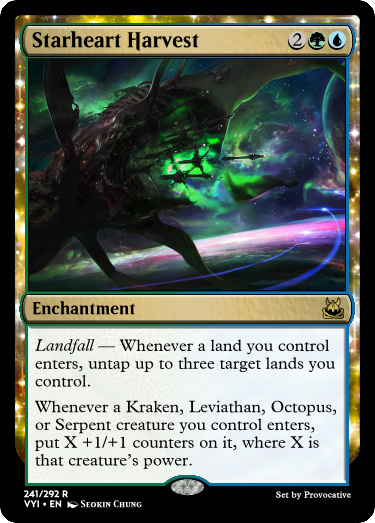 Starheart Harvest 2
Enchantment
Landfall — Whenever a land you control
enters, untap up to three target lands you
control.
Whenever a Kraken, Leviathan, Octopus,
or Serpent creature you control enters,
put X +1/+1 counters on it, where X is
that creature's power.
241/292 R
VYI • EN Seokin Chung
Set by Provocative